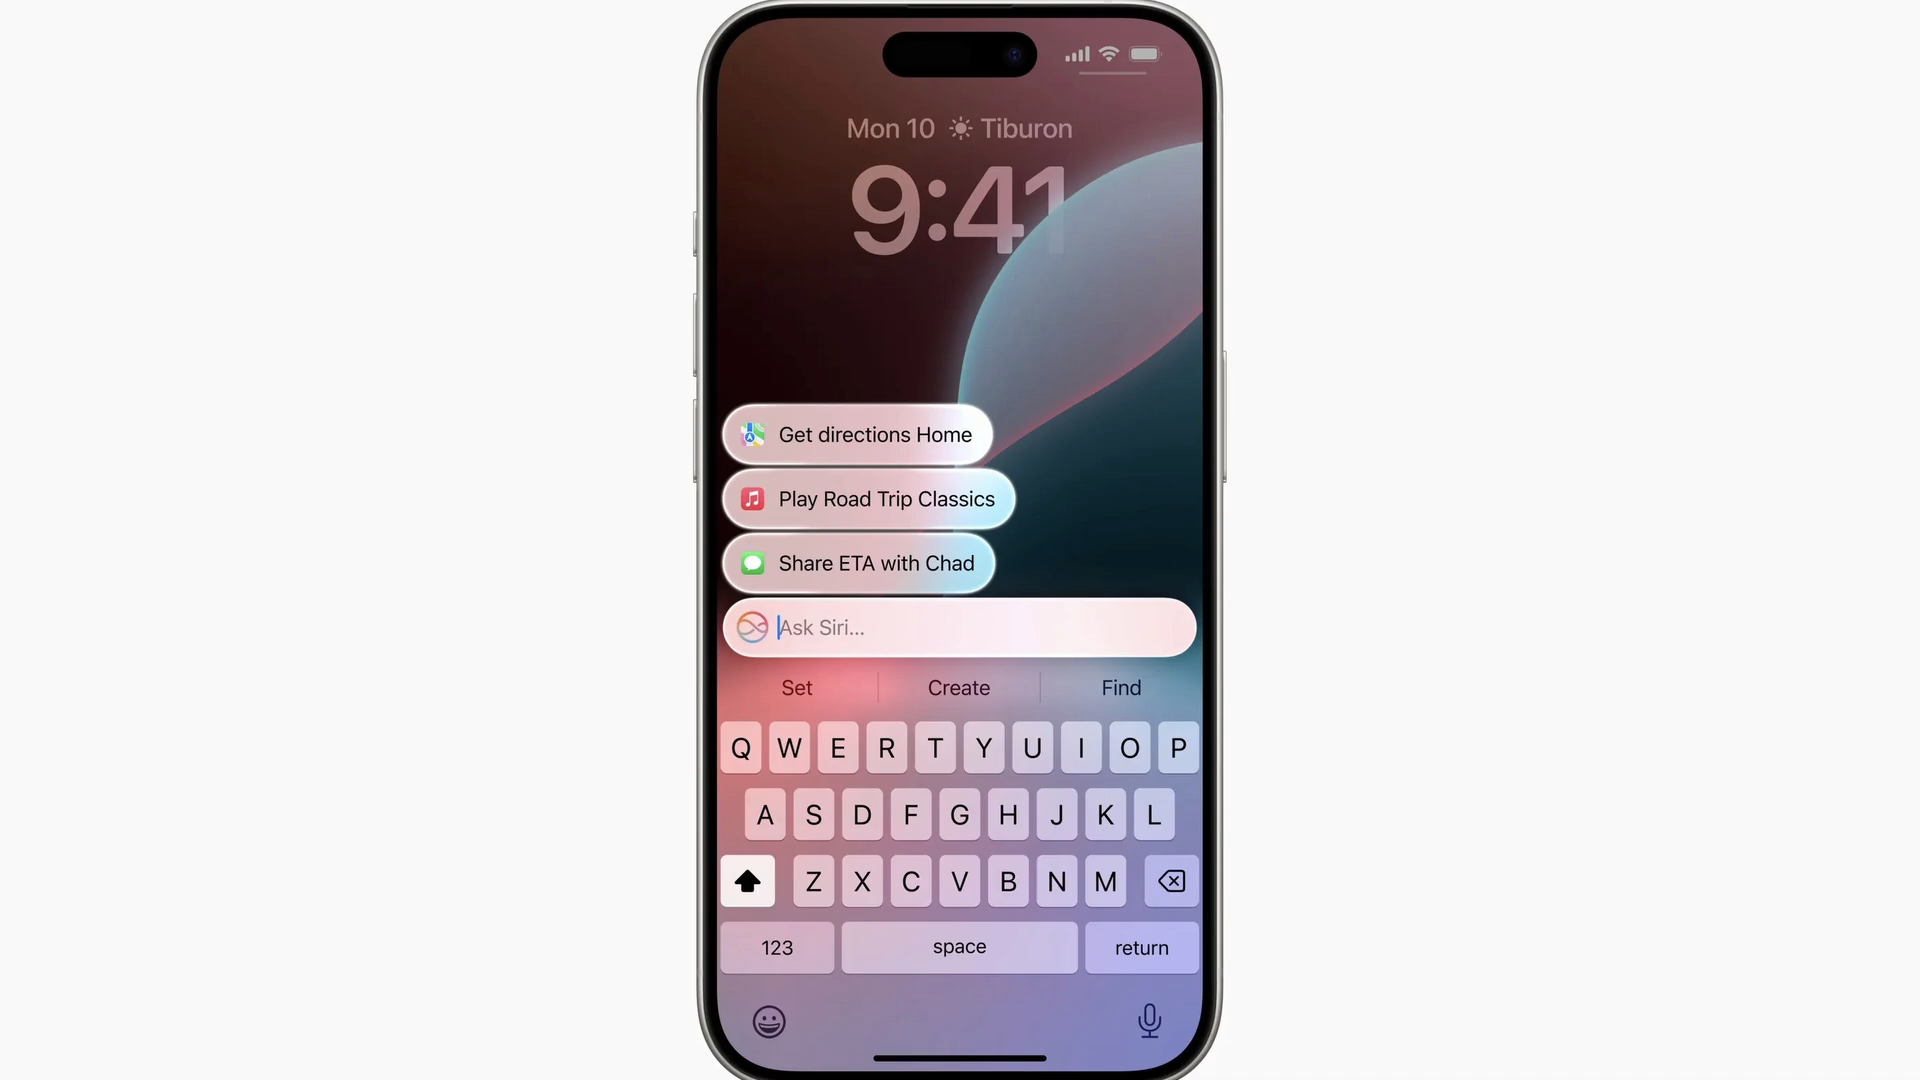 Mon 10 Tiburon
9:41
Get directions Home
Play Road Trip Classics
Share ETA with Chad
Ask Siri...
Set Create Find
Q W E R T Y U I O P
A S D F G H J K L
Z X C V B N M
123 space return